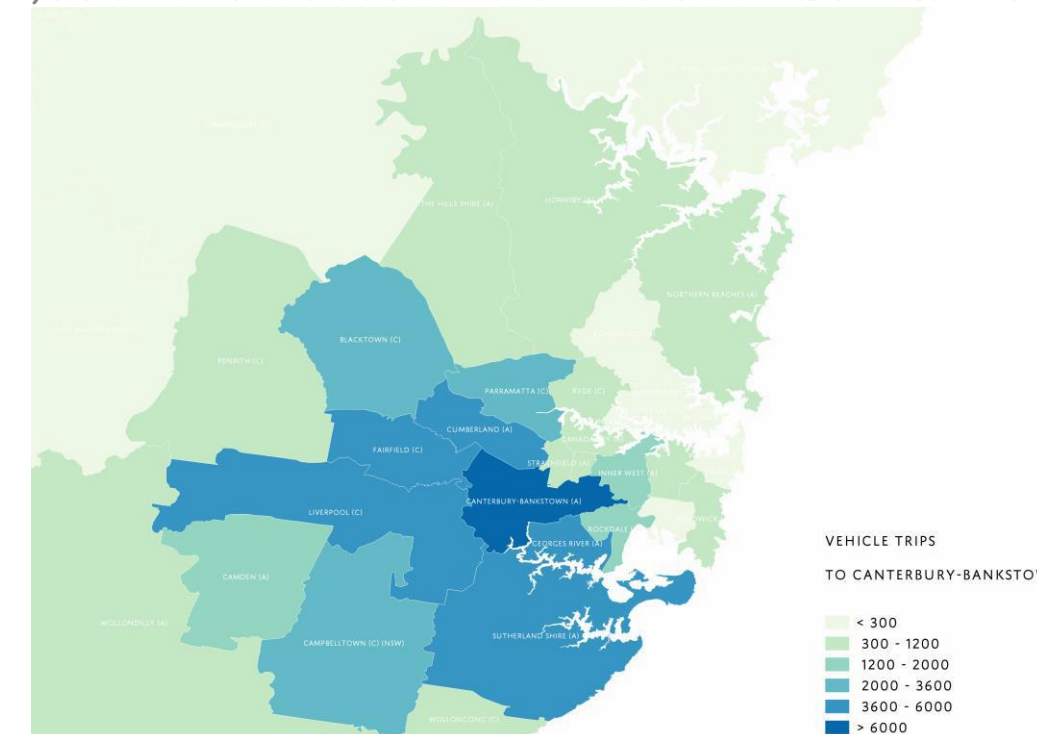 THE HILLS SHIRE (A)
HORNSBY (A)
NORTHERN BEACHES (A)
BLACKTOWN (C)
PENRITH (C)
PARRAMATTA (C)
RYDE (C)
CUMBERLAND (A)
FAIRFIELD (C)
STRATHFIELD (A)
INNER WEST (A)
CANTERBURY-BANKSTOWN (A)
LIVERPOOL (C)
ROCKDALE
GEORGES RIVER (A)
CAMDEN (A)
WOLLONDILLY (A)
CAMPBELLTOWN (C) (NSW)
SUTHERLAND SHIRE (A)
WOLLONGONG (C)
VEHICLE TRIPS
TO CANTERBURY-BANKSTO
< 300
300 - 1200
1200 - 2000
2000 - 3600
3600 - 6000
> 6000